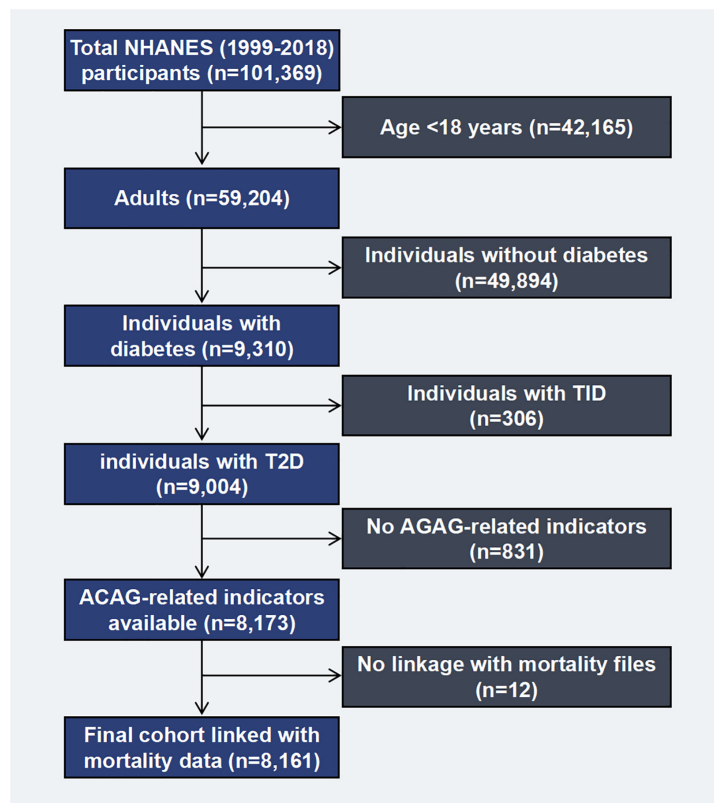 Total NHANES (1999-2018)
participants (n=101,369)
Age <18 years (n=42,165)
Adults (n=59,204)
Individuals without diabetes
(n=49,894)
Individuals with
diabetes (n=9,310)
Individuals with TID
(n=306)
individuals with T2D
(n=9,004)
No AGAG-related indicators
(n=831)
ACAG-related indicators
available (n=8,173)
No linkage with mortality files
(n=12)
Final cohort linked with
mortality data (n=8,161)